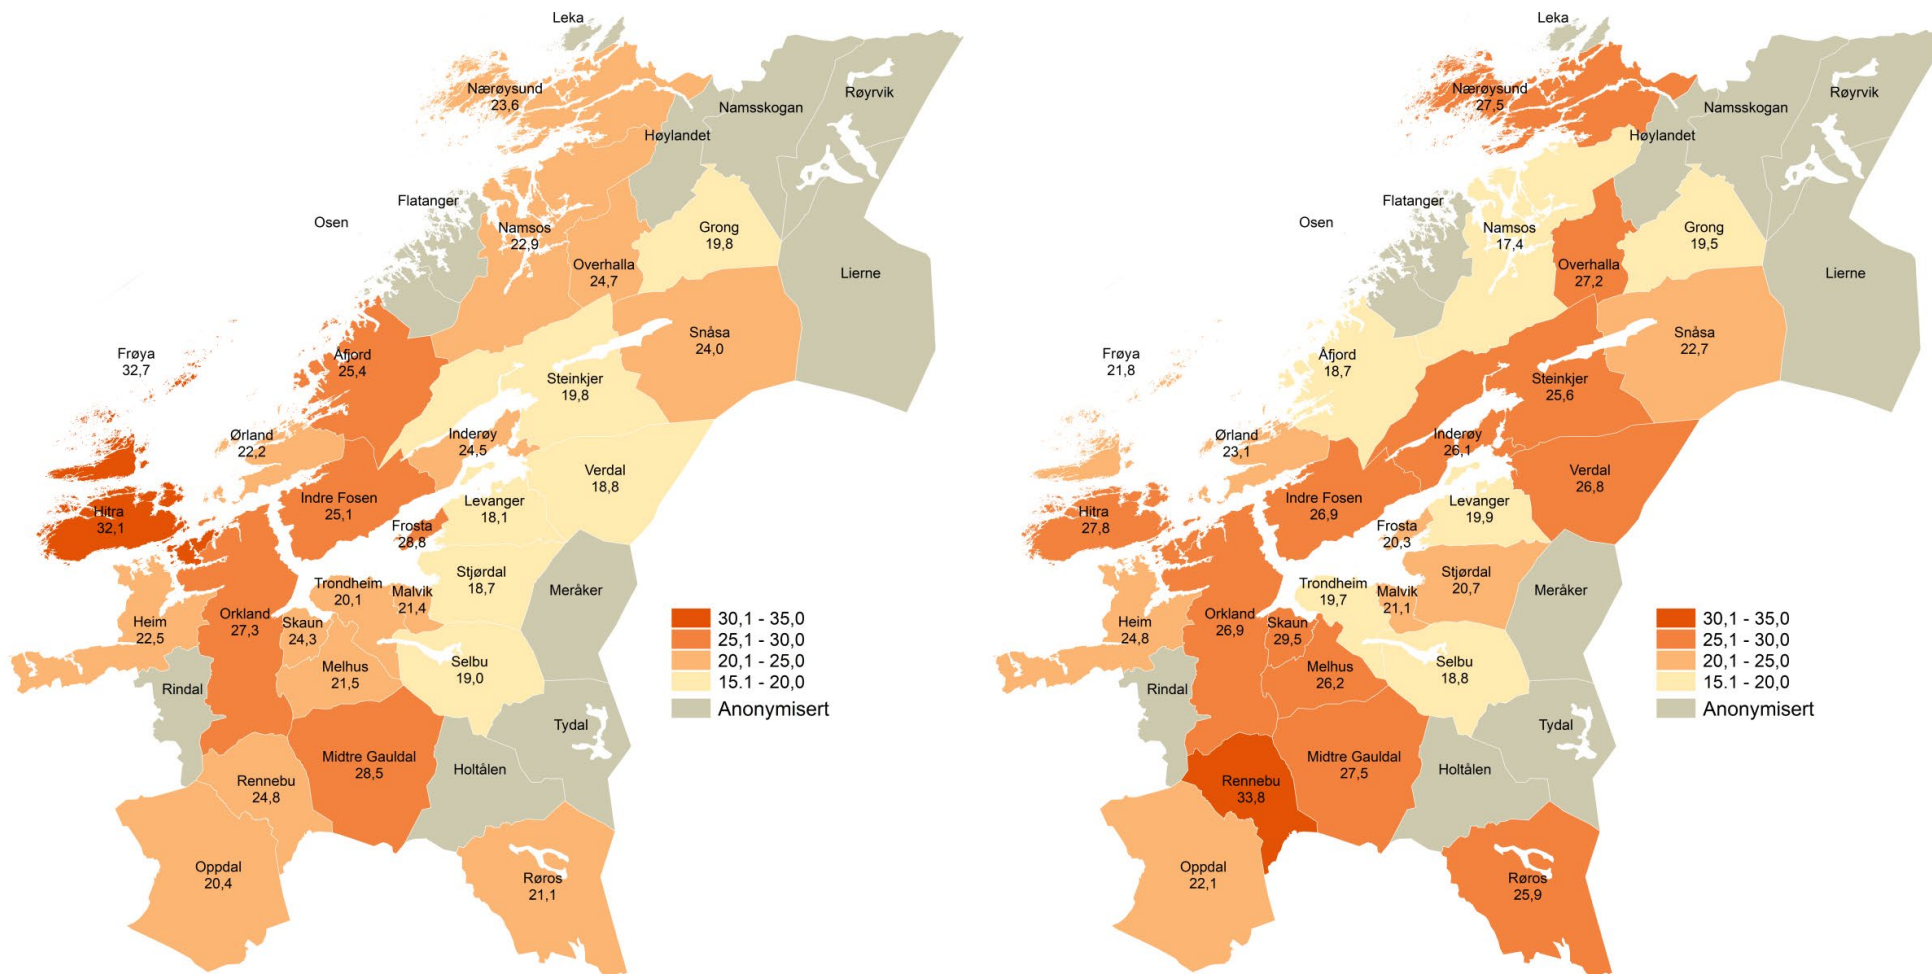 Leka
Nærøysund
23,6
Namsskogan
Røyrvik
Høylandet
Flatanger
Osen
Namsos
22,9
Grong
19,8
Overhalla
24,7
Lierne
Snåsa
24,0
Frøya
32,7
Åfjord
25,4
Steinkjer
19,8
Ørland
22,2
Inderøy
24,5
Verdal
18,8
Indre Fosen
25,1
Levanger
18,1
Hitra
32,1
Frosta
28,8
Stjørdal
18,7
Trondheim
20,1
Malvik
21,4
Meråker
Orkland
27,3
Heim
22,5
Skaun
24,3
Melhus
21,5
Selbu
19,0
Rindal
Tydal
Midtre Gauldal
28,5
Holtålen
Rennebu
24,8
Oppdal
20,4
Røros
21,1
30,1 - 35,0
25,1 - 30,0
20,1 - 25,0
15.1 - 20,0
Anonymisert
Leka
Nærøysund
27,5
Namsskogan
Røyrvik
Høylandet
Flatanger
Osen
Namsos
17,4
Grong
19,5
Overhalla
27,2
Lierne
Snåsa
22,7
Frøya
21,8
Åfjord
18,7
Steinkjer
25,6
Ørland
23,1
Inderøy
26,1
Verdal
26,8
Indre Fosen
26,9
Levanger
19,9
Hitra
27,8
Frosta
20,3
Stjørdal
20,7
Trondheim
19,7
Malvik
21,1
Meråker
Orkland
26,9
Heim
24,8
Skaun
29,5
Melhus
26,2
Selbu
18,8
Rindal
Tydal
Midtre Gauldal
27,5
Holtålen
Rennebu
33,8
Oppdal
22,1
Røros
25,9
30,1 - 35,0
25,1 - 30,0
20,1 - 25,0
15.1 - 20,0
Anonymisert